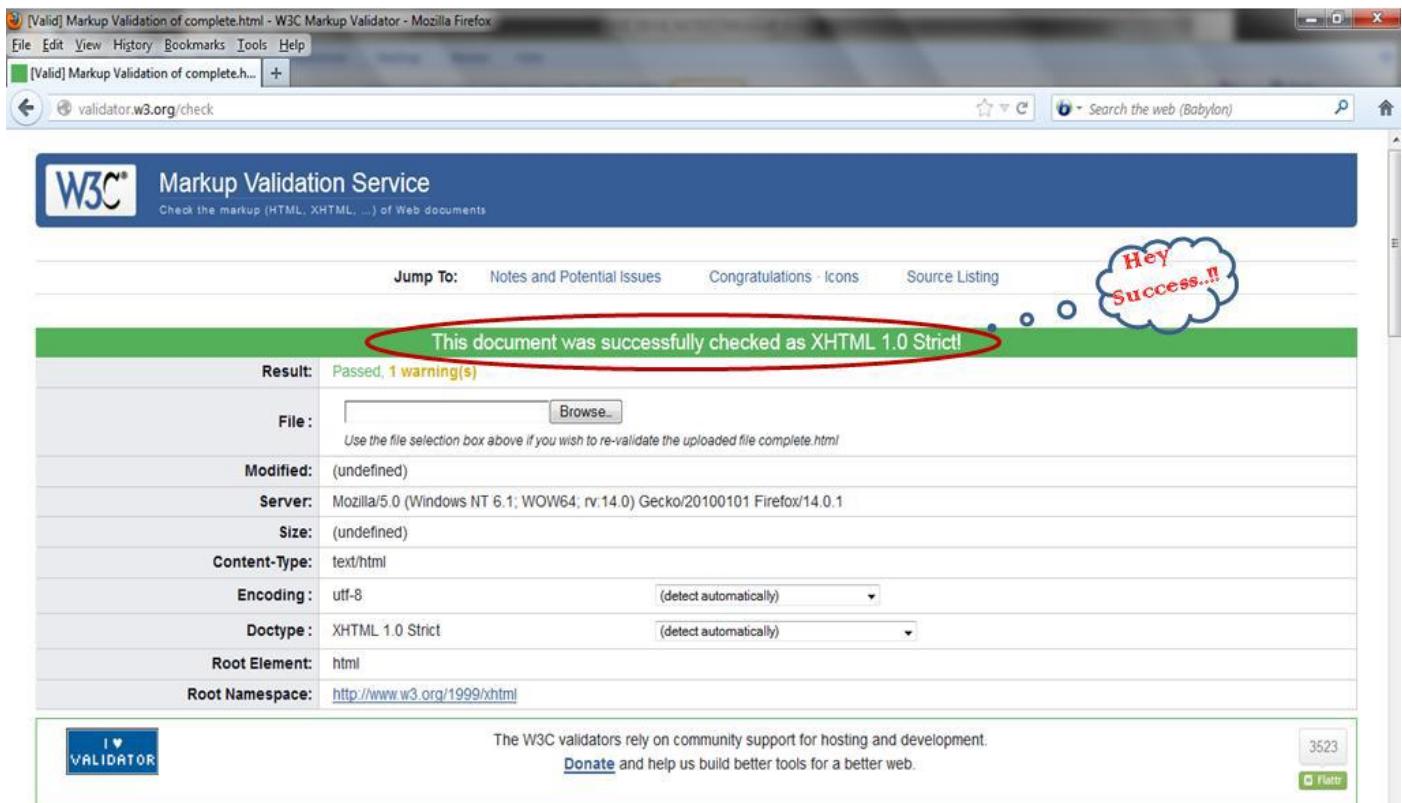 [Valid] Markup Validation of complete.html - W3C Markup Validator - Mozilla Firefox
File Edit View History Bookmarks Tools Help
[Valid] Markup Validation of complete.h... +
validator.w3.org/check Search the web (Babylon)
W3C® Markup Validation Service
Check the markup (HTML, XHTML, ...) of Web documents
Jump To: Notes and Potential Issues Congratulations · Icons Source Listing
Hey
Success..!!
This document was successfully checked as XHTML 1.0 Strict!
Result: Passed, 1 warning(s)
File : Browse..
Use the file selection box above if you wish to re-validate the uploaded file complete.html
Modified: (undefined)
Server: Mozilla/5.0 (Windows NT 6.1; WOW64; rv:14.0) Gecko/20100101 Firefox/14.0.1
Size: (undefined)
Content-Type: text/html
Encoding : utf-8 (detect automatically)
Doctype : XHTML 1.0 Strict (detect automatically)
Root Element: html
Root Namespace: http://www.w3.org/1999/xhtml
I ♥
VALIDATOR
The W3C validators rely on community support for hosting and development.
Donate and help us build better tools for a better web.
3523
Flattr